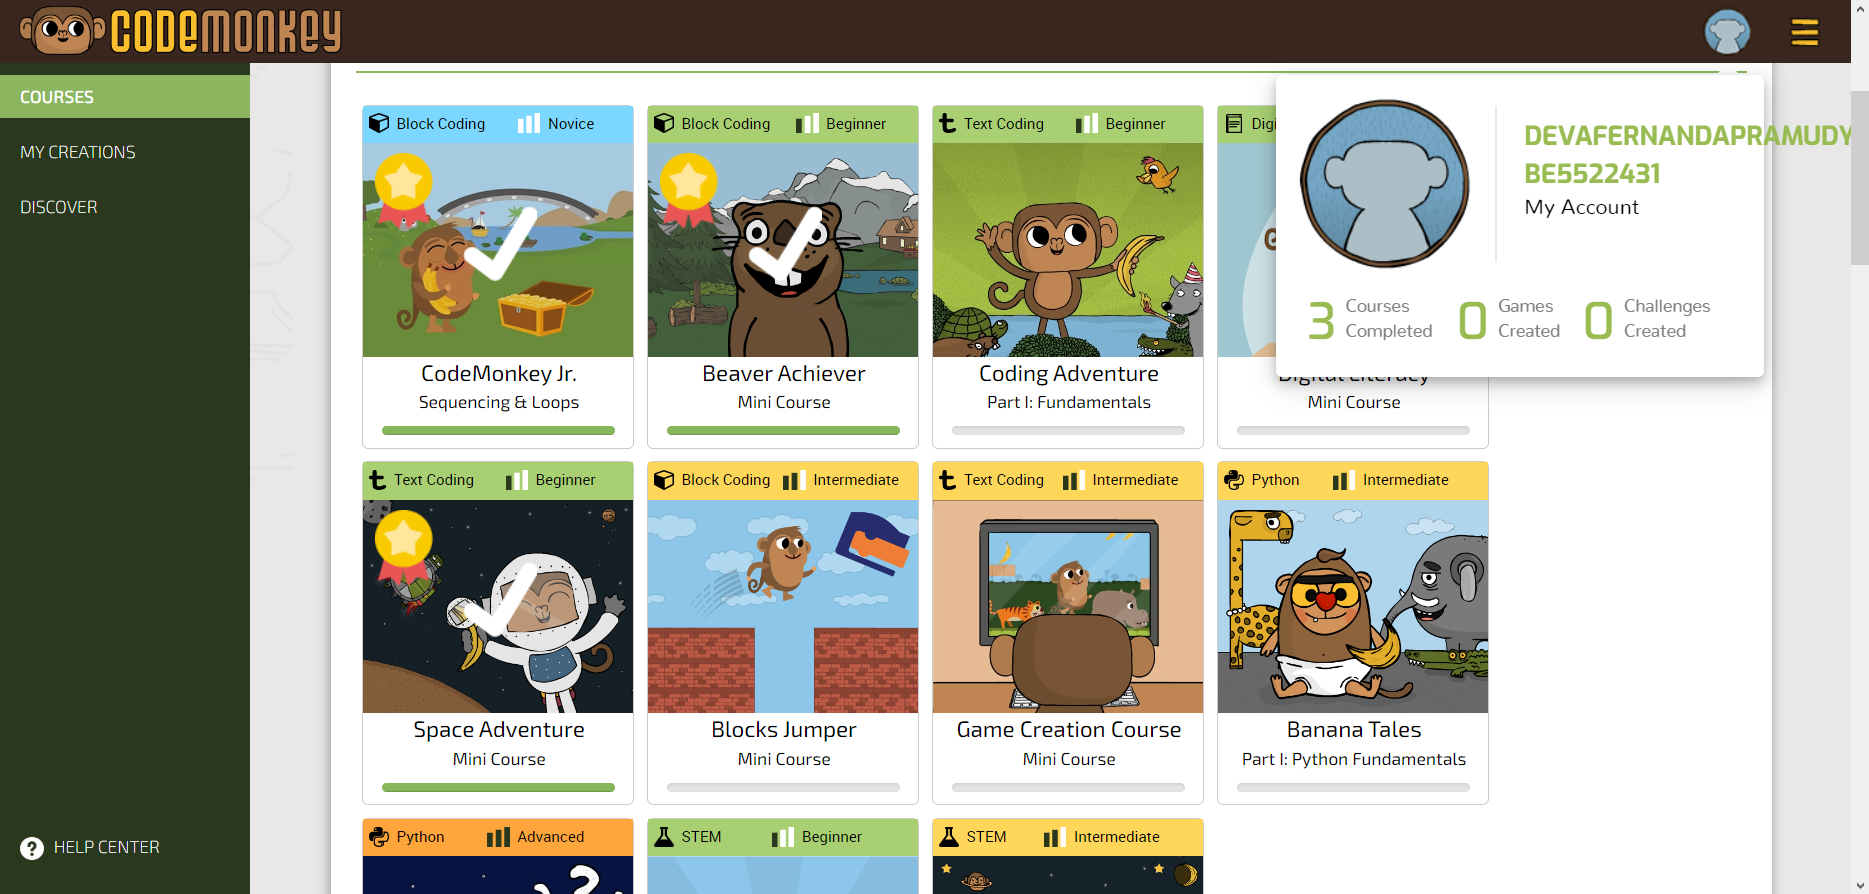 CODEMONKEY
COURSES
MY CREATIONS
DISCOVER
HELP CENTER
DEVAFERNANDAPRAMUDY
BE5522431
My Account
3 Courses Completed
0 Games Created
0 Challenges Created
Block Coding Novice
CodeMonkey Jr.
Sequencing & Loops
Block Coding Beginner
Beaver Achiever
Mini Course
Text Coding Beginner
Coding Adventure
Part I: Fundamentals
Digi
Digital Literacy
Mini Course
Text Coding Beginner
Space Adventure
Mini Course
Block Coding Intermediate
Blocks Jumper
Mini Course
Text Coding Intermediate
Game Creation Course
Mini Course
Python Intermediate
Banana Tales
Part I: Python Fundamentals
Python Advanced
STEM Beginner
STEM Intermediate